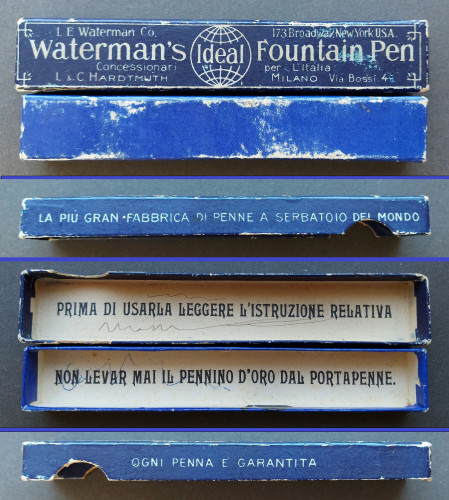 L E Waterman Co. 173 Broadway New York U.S.A.
Waterman's Ideal Fountain Pen
Concessionari per L'Italia
L & C Hardtmuth Milano Via Bossi. 4
LA PIÙ GRAN·FABBRICA DI PENNE A SERBATOIO DEL MONDO
PRIMA DI USARLA LEGGERE L'ISTRUZIONE RELATIVA
NON LEVAR MAI IL PENNINO D'ORO DAL PORTAPENNE.
OGNI PENNA E GARANTITA